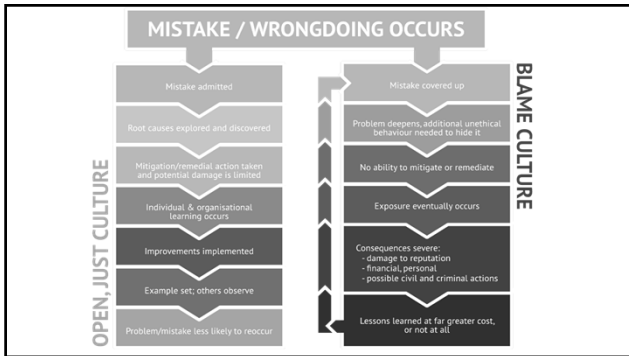 MISTAKE / WRONGDOING OCCURS
OPEN, JUST CULTURE
Mistake admitted
Root causes explored and discovered
Mitigation/remedial action taken
and potential damage is limited
Individual & organisational
learning occurs
Improvements implemented
Example set; others observe
Problem/mistake less likely to reoccur
BLAME CULTURE
Mistake covered up
Problem deepens, additional unethical
behaviour needed to hide it
No ability to mitigate or remediate
Exposure eventually occurs
Consequences severe:
- damage to reputation
- financial, personal
- possible civil and criminal actions
Lessons learned at far greater cost,
or not at all